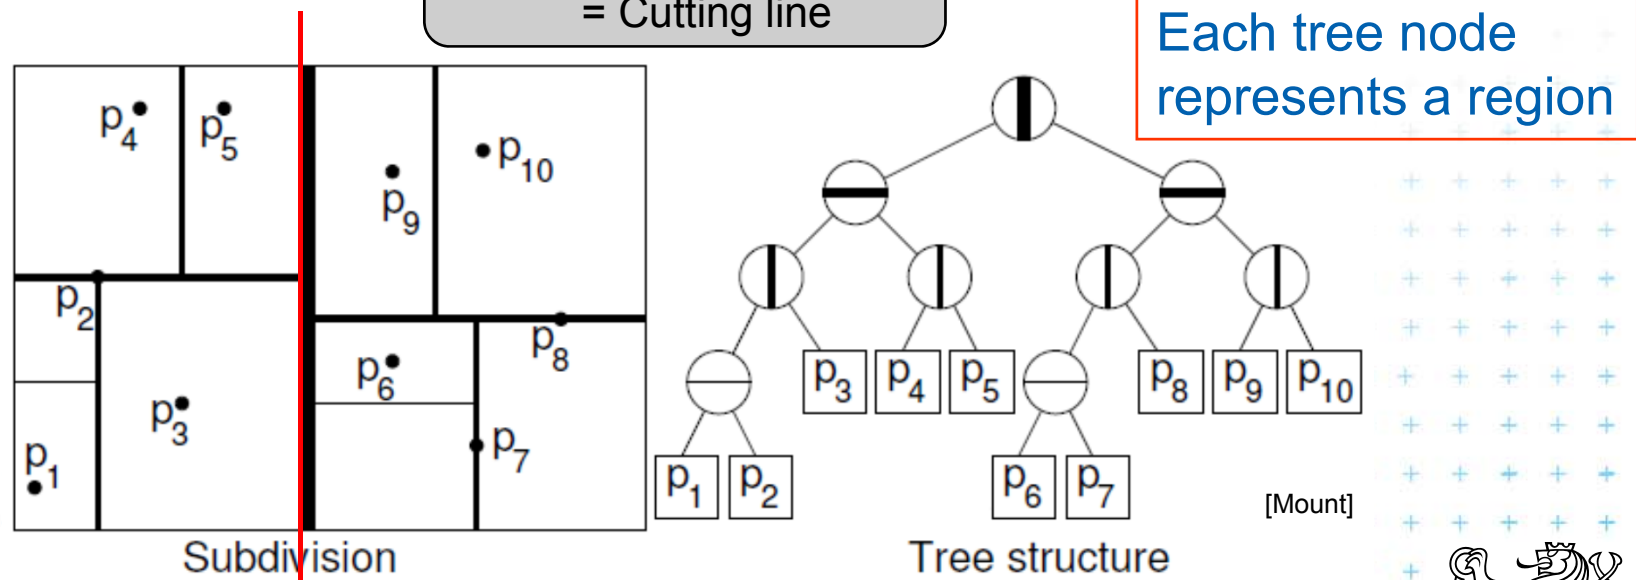 = Cutting line
Each tree node
represents a region
p4
p5
p10
p9
p2
p8
p6
p3
p7
p1
Subdivision
p3
p4
p5
p8
p9
p10
p1
p2
p6
p7
[Mount]
Tree structure